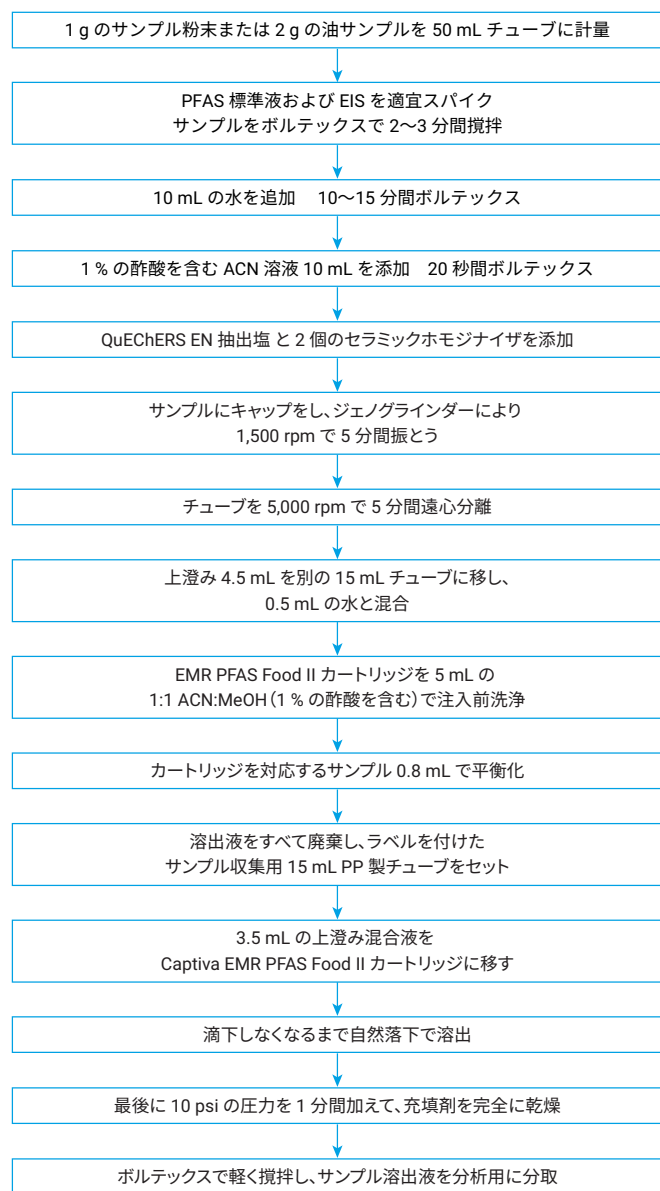 1 g のサンプル粉末または 2 g の油サンプルを 50 mL チューブに計量
PFAS 標準液および EIS を適宜スパイク
サンプルをボルテックスで 2～3 分間撹拌
10 mL の水を追加　10～15 分間ボルテックス
1 % の酢酸を含む ACN 溶液 10 mL を添加　20 秒間ボルテックス
QuEChERS EN 抽出塩 と 2 個のセラミックホモジナイザを添加
サンプルにキャップをし、ジェノグラインダーにより
1,500 rpm で 5 分間振とう
チューブを 5,000 rpm で 5 分間遠心分離
上澄み 4.5 mL を別の 15 mL チューブに移し、
0.5 mL の水と混合
EMR PFAS Food II カートリッジを 5 mL の
1:1 ACN:MeOH（1 % の酢酸を含む）で注入前洗浄
カートリッジを対応するサンプル 0.8 mL で平衡化
溶出液をすべて廃棄し、ラベルを付けた
サンプル収集用 15 mL PP 製チューブをセット
3.5 mL の上澄み混合液を
Captiva EMR PFAS Food II カートリッジに移す
滴下しなくなるまで自然落下で溶出
最後に 10 psi の圧力を 1 分間加えて、充填剤を完全に乾燥
ボルテックスで軽く撹拌し、サンプル溶出液を分析用に分取